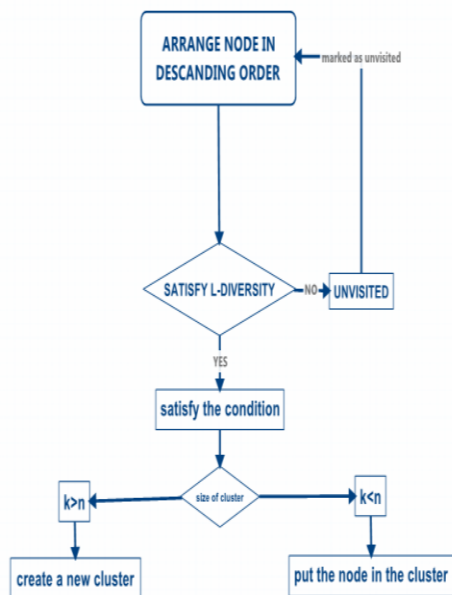 ARRANGE NODE IN
DESCANDING ORDER
marked as unvisited
SATISFY L-DIVERSITY
NO
UNVISITED
YES
satisfy the condition
size of cluster
k>n
k<n
create a new cluster
put the node in the cluster